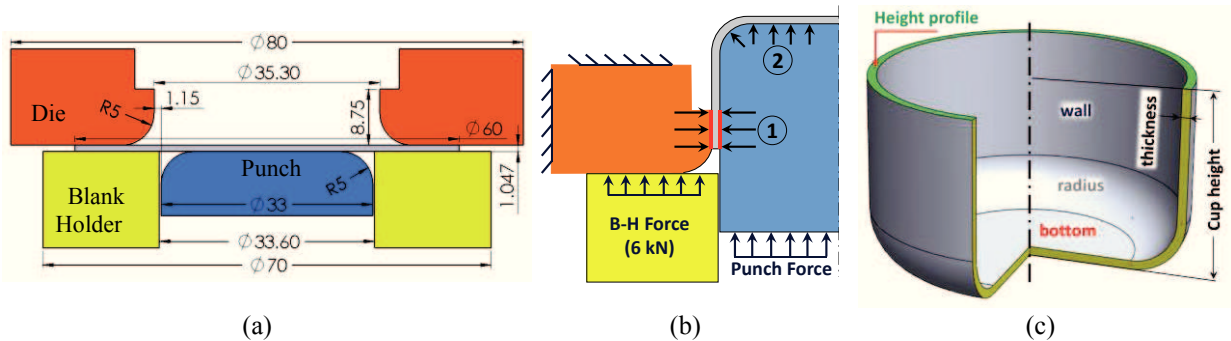 Ø80
Ø35.30
1.15
R5
8.75
Die
Ø60
Punch
R5
1.047
Blank
Holder
Ø33
Ø33.60
Ø70
(a)
2
1
B-H Force
(6 kN)
Punch Force
(b)
Height profile
wall
thickness
radius
bottom
Cup height
(c)